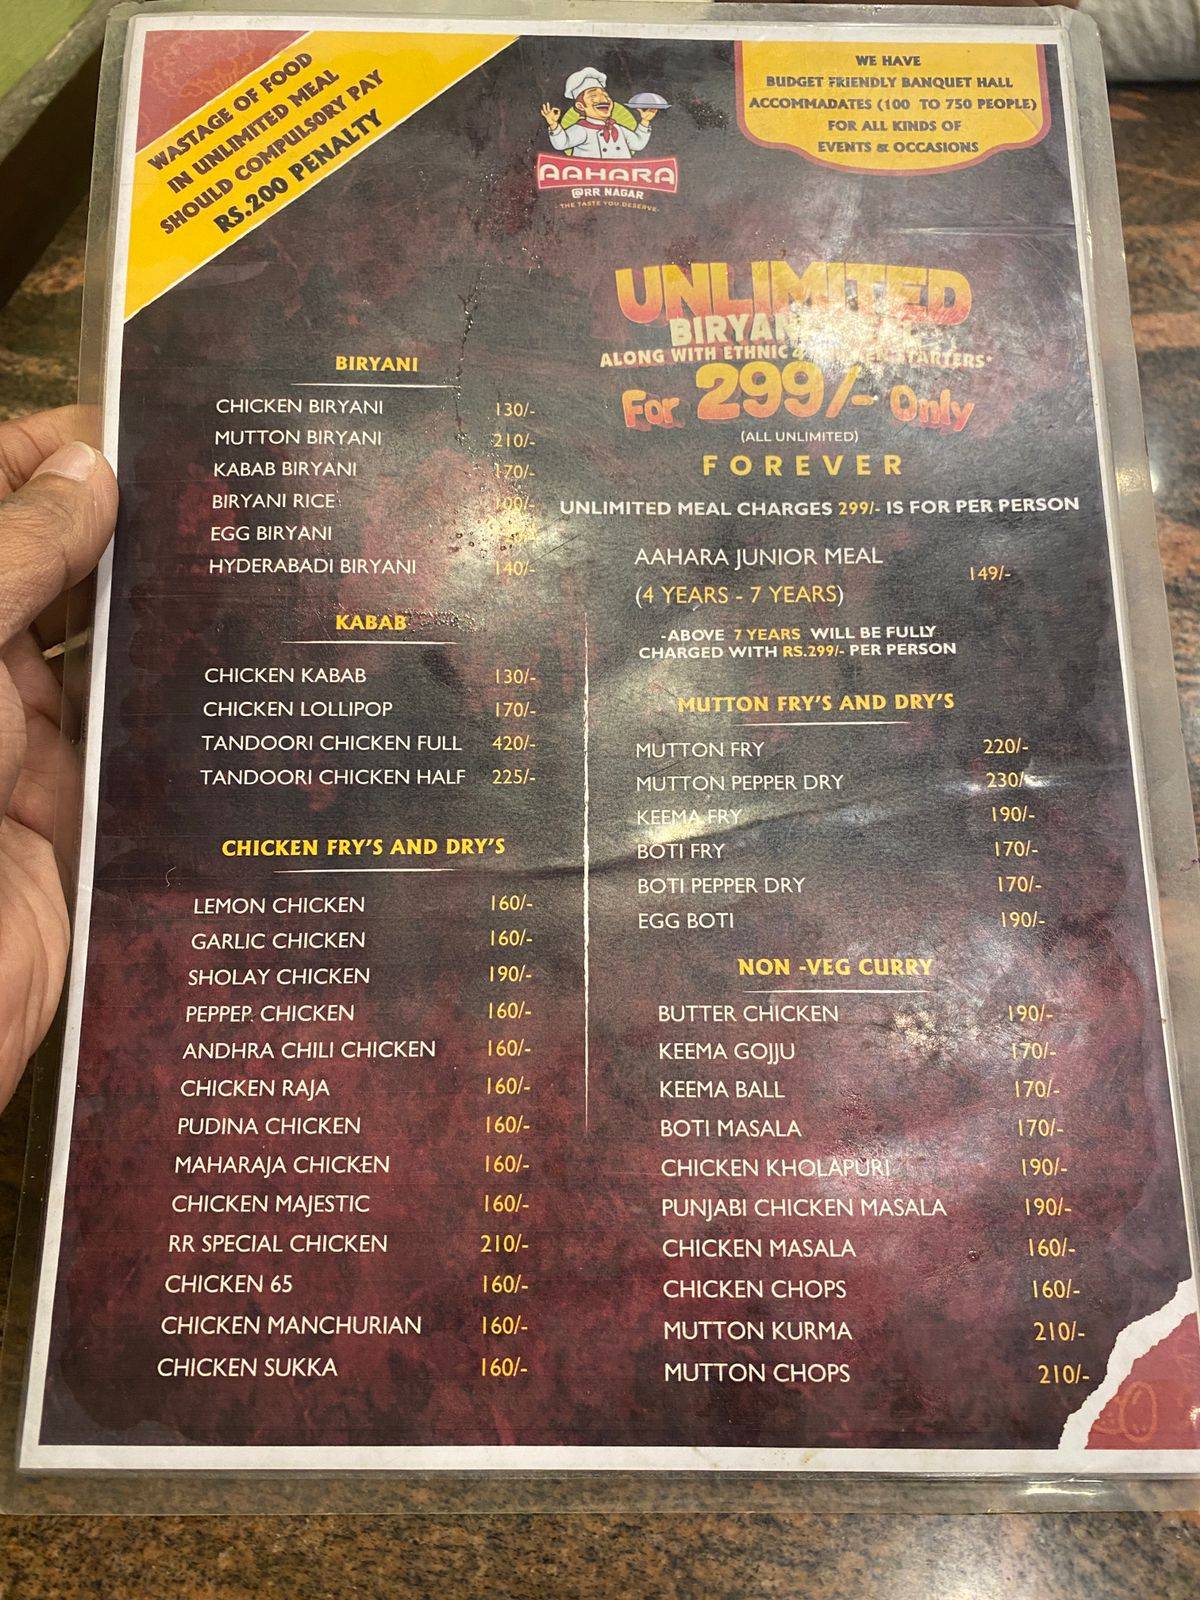 WASTAGE OF FOOD
IN UNLIMITED MEAL
SHOULD COMPULSORY PAY
RS.200 PENALTY
AAHARA
@RR NAGAR
- THE TASTE YOU DESERVE-
WE HAVE
BUDGET FRIENDLY BANQUET HALL
ACCOMMADATES (100 TO 750 PEOPLE)
FOR ALL KINDS OF
EVENTS & OCCASIONS
BIRYANI
CHICKEN BIRYANI 130/-
MUTTON BIRYANI 210/-
KABAB BIRYANI 170/-
BIRYANI RICE 100/-
EGG BIRYANI
HYDERABADI BIRYANI 140/-
KABAB
CHICKEN KABAB 130/-
CHICKEN LOLLIPOP 170/-
TANDOORI CHICKEN FULL 420/-
TANDOORI CHICKEN HALF 225/-
CHICKEN FRY'S AND DRY'S
LEMON CHICKEN 160/-
GARLIC CHICKEN 160/-
SHOLAY CHICKEN 190/-
PEPPEP. CHICKEN 160/-
ANDHRA CHILI CHICKEN 160/-
CHICKEN RAJA 160/-
PUDINA CHICKEN 160/-
MAHARAJA CHICKEN 160/-
CHICKEN MAJESTIC 160/-
RR SPECIAL CHICKEN 210/-
CHICKEN 65 160/-
CHICKEN MANCHURIAN 160/-
CHICKEN SUKKA 160/-
UNLIMITED
BIRYANI
ALONG WITH ETHNIC STARTERS*
For 299/- Only
(ALL UNLIMITED)
FOREVER
UNLIMITED MEAL CHARGES 299/- IS FOR PER PERSON
AAHARA JUNIOR MEAL 149/-
(4 YEARS - 7 YEARS)
-ABOVE 7 YEARS WILL BE FULLY
CHARGED WITH RS.299/- PER PERSON
MUTTON FRY'S AND DRY'S
MUTTON FRY 220/-
MUTTON PEPPER DRY 230/-
KEEMA FRY 190/-
BOTI FRY 170/-
BOTI PEPPER DRY 170/-
EGG BOTI 190/-
NON -VEG CURRY
BUTTER CHICKEN 190/-
KEEMA GOJJU 170/-
KEEMA BALL 170/-
BOTI MASALA 170/-
CHICKEN KHOLAPURI 190/-
PUNJABI CHICKEN MASALA 190/-
CHICKEN MASALA 160/-
CHICKEN CHOPS 160/-
MUTTON KURMA 210/-
MUTTON CHOPS 210/-